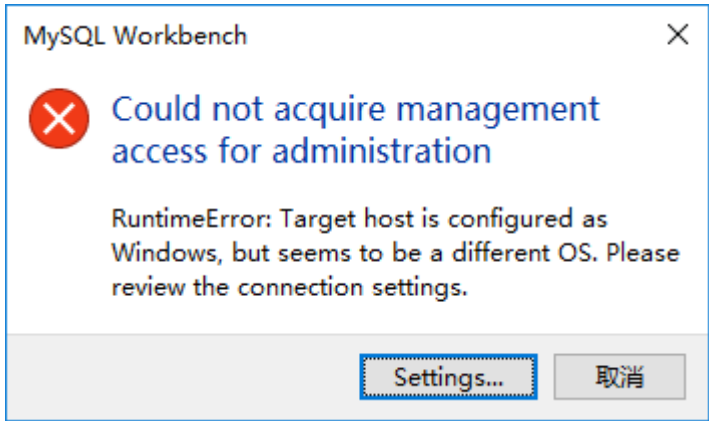 MySQL Workbench
Could not acquire management
access for administration
RuntimeError: Target host is configured as
Windows, but seems to be a different OS. Please
review the connection settings.
Settings...
取消